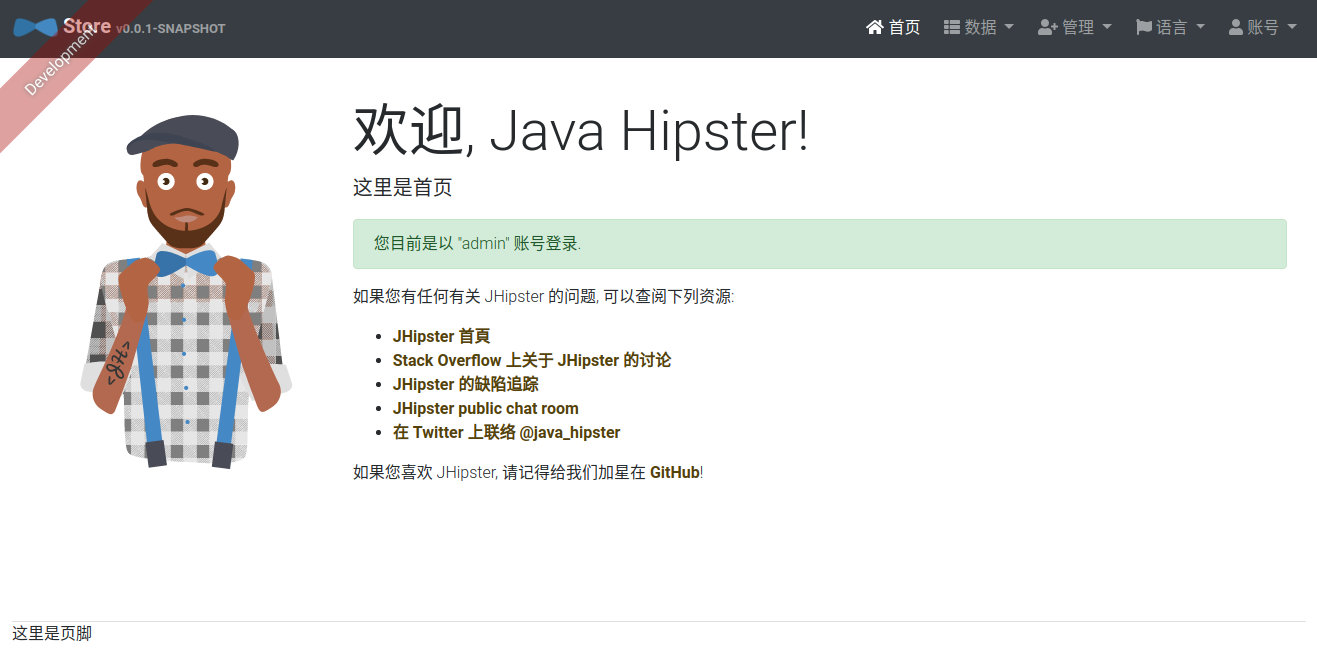 Store v0.0.1-SNAPSHOT
首页 数据 管理 语言 账号
Development
欢迎, Java Hipster!
这里是首页
您目前是以 "admin" 账号登录.
如果您有任何有关 JHipster 的问题, 可以查阅下列资源:
JHipster 首頁
Stack Overflow 上关于 JHipster 的讨论
JHipster 的缺陷追踪
JHipster public chat room
在 Twitter 上联络 @java_hipster
如果您喜欢 JHipster, 请记得给我们加星在 GitHub!
<JH>
这里是页脚